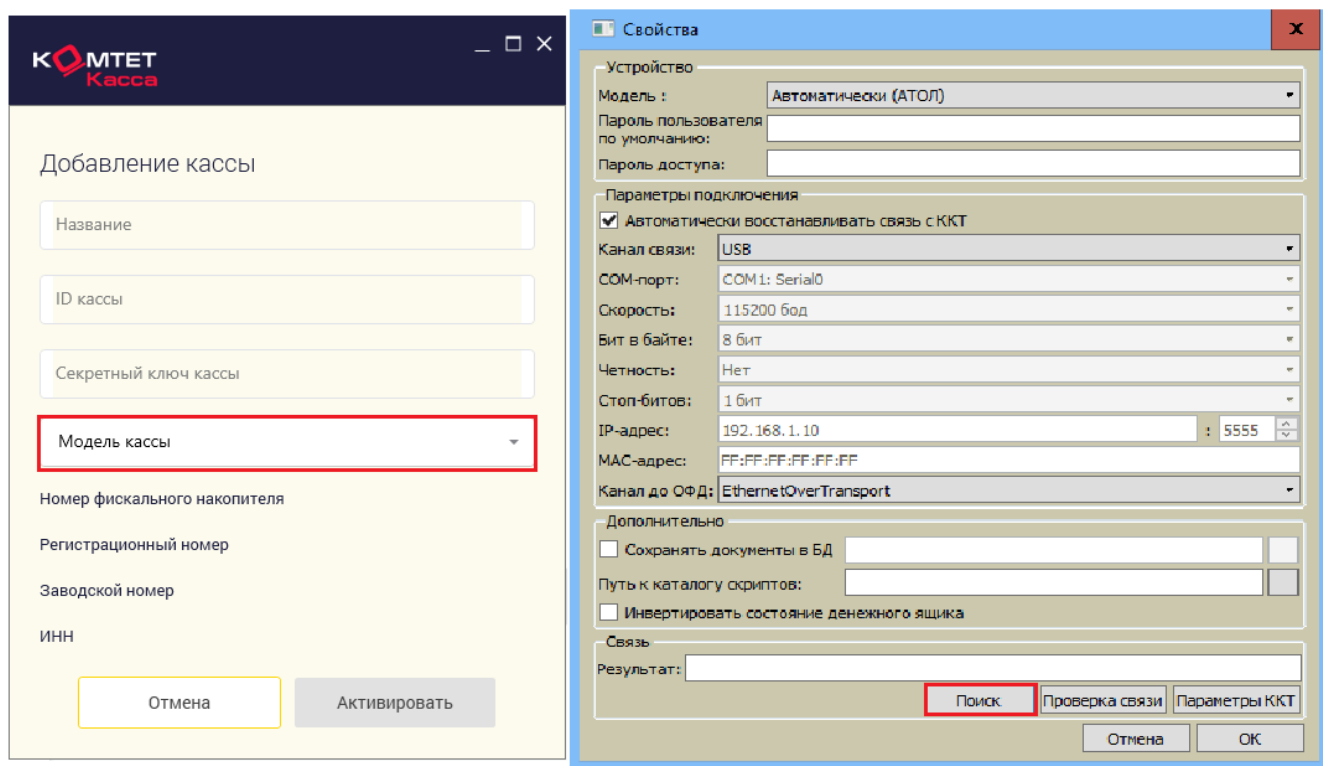 КОМТЕТ
Касса
Добавление кассы
Название
ID кассы
Секретный ключ кассы
Модель кассы
Номер фискального накопителя
Регистрационный номер
Заводской номер
ИНН
Отмена
Активировать
Свойства
Устройство
Модель :
Автоматически (АТОЛ)
Пароль пользователя
по умолчанию:
Пароль доступа:
Параметры подключения
Автоматически восстанавливать связь с ККТ
Канал связи: USB
COM-порт: COM1: Serial0
Скорость: 115200 бод
Бит в байте: 8 бит
Четность: Нет
Стоп-битов: 1 бит
IP-адрес: 192.168.1.10 : 5555
MAC-адрес: FF:FF:FF:FF:FF:FF
Канал до ОФД: EthernetOverTransport
Дополнительно
Сохранять документы в БД
Путь к каталогу скриптов:
Инвертировать состояние денежного ящика
Связь
Результат:
Поиск Проверка связи Параметры ККТ
Отмена ОК